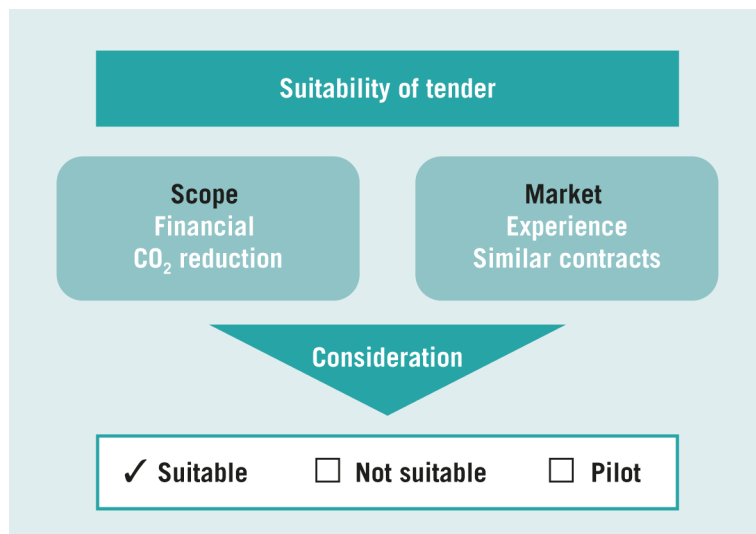 Suitability of tender
Scope
Financial
CO₂ reduction
Market
Experience
Similar contracts
Consideration
✓ Suitable ☐ Not suitable ☐ Pilot